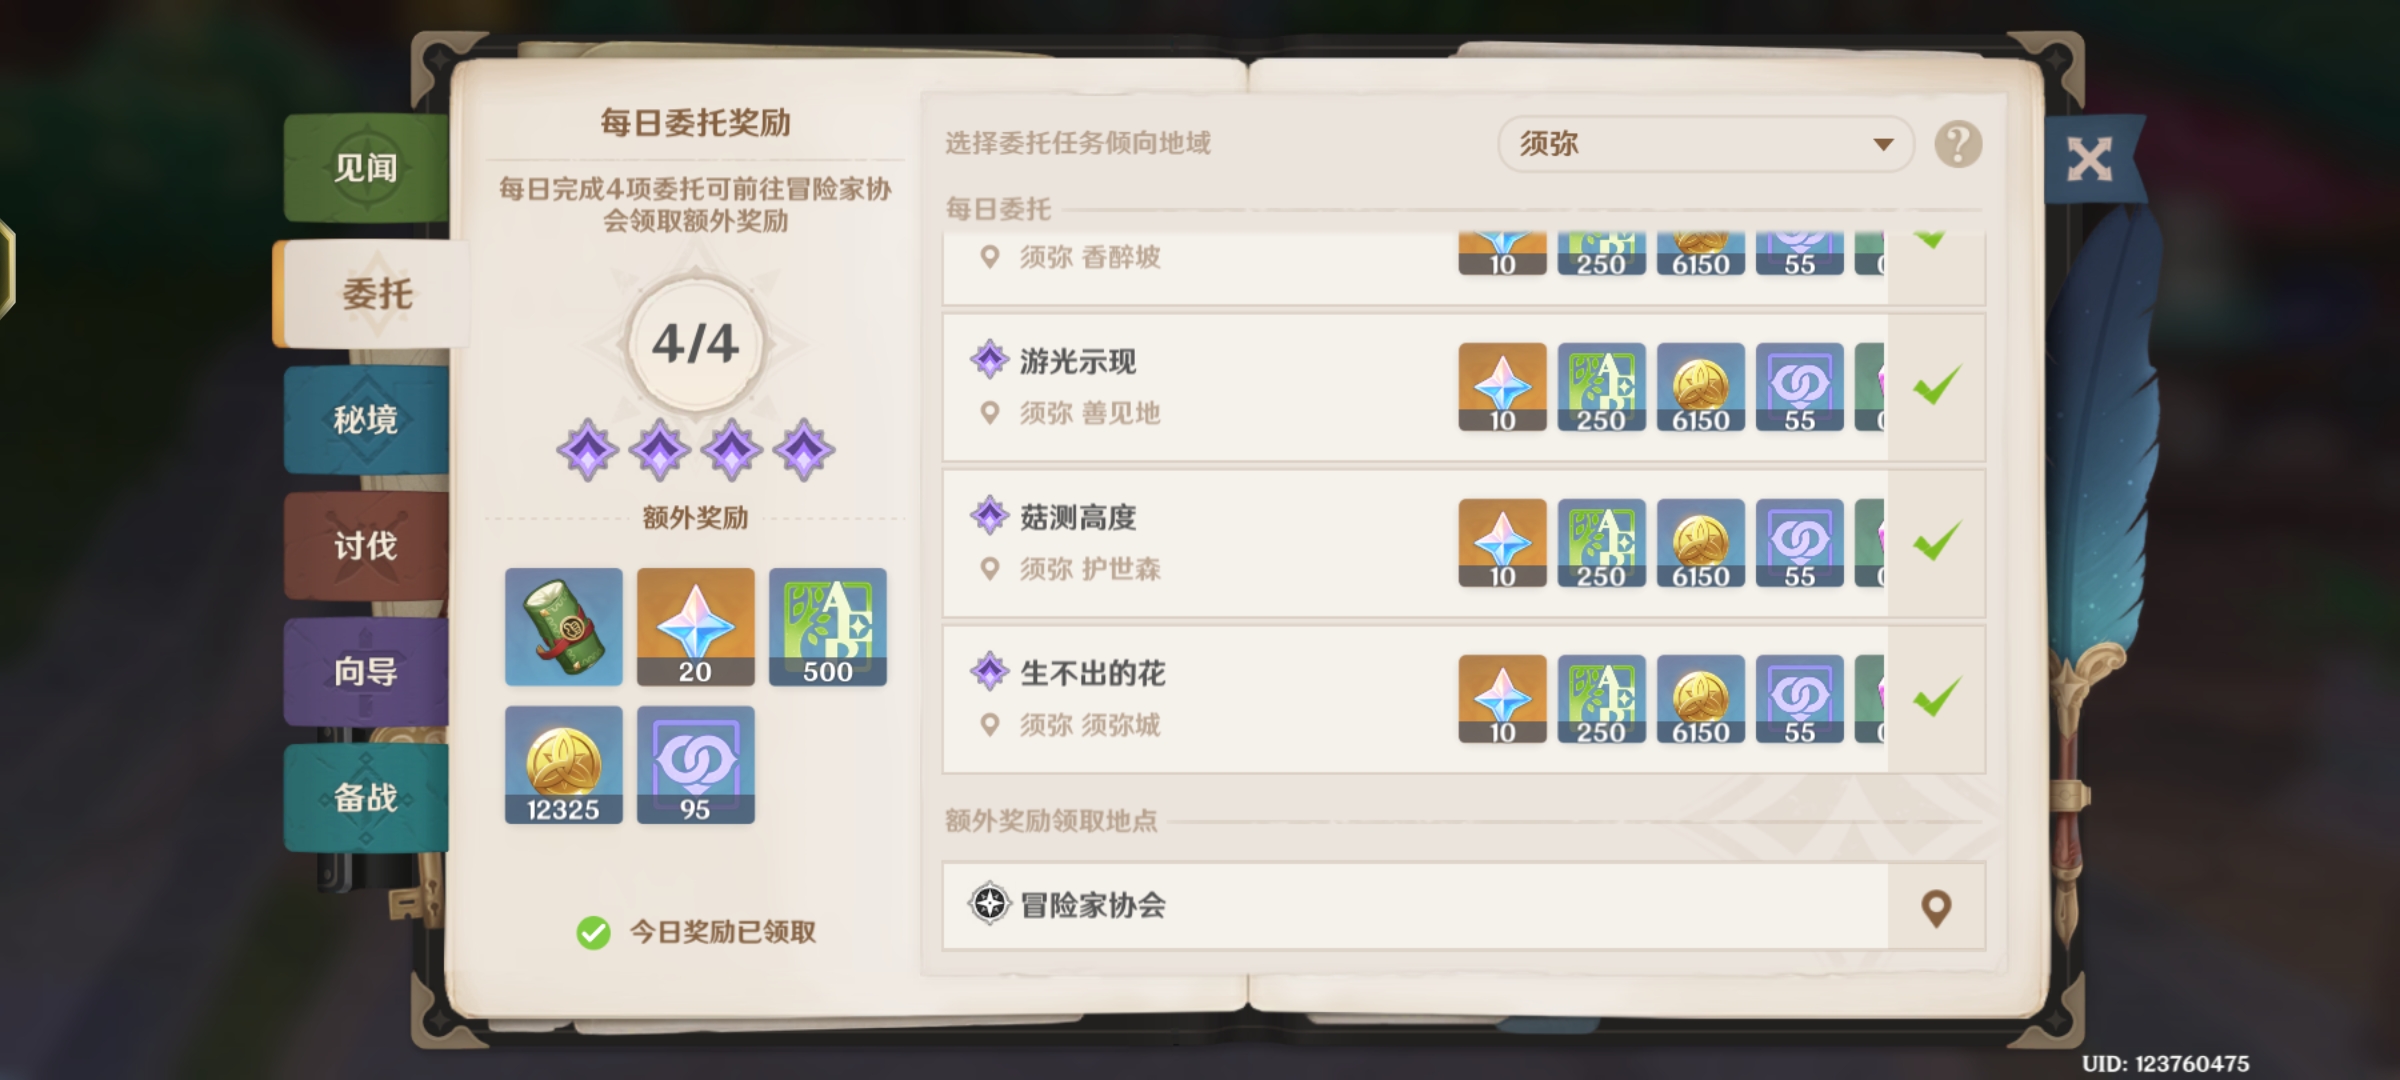 见闻
委托
秘境
讨伐
向导
备战
每日委托奖励
每日完成4项委托可前往冒险家协
会领取额外奖励
4/4
额外奖励
20
500
12325
95
今日奖励已领取
选择委托任务倾向地域
须弥
?
每日委托
须弥 香醉坡
10
250
6150
55
游光示现
须弥 善见地
10
250
6150
55
菇测高度
须弥 护世森
10
250
6150
55
生不出的花
须弥 须弥城
10
250
6150
55
额外奖励领取地点
冒险家协会
UID: 123760475